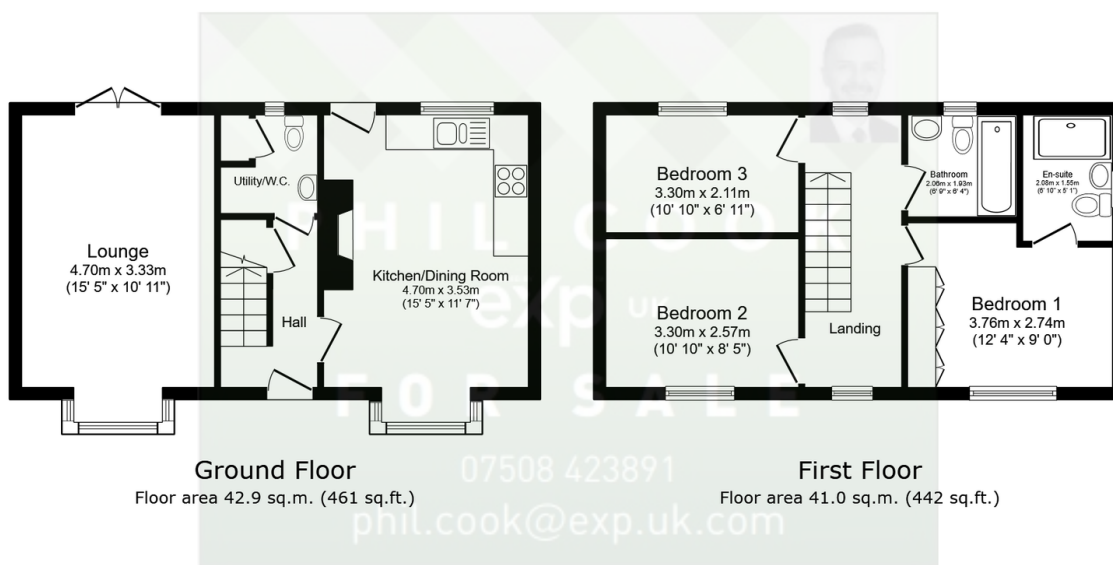 Lounge
4.70m x 3.33m
(15' 5" x 10' 11")
Utility/W.C.
Hall
Kitchen/Dining Room
4.70m x 3.53m
(15' 5" x 11' 7")
Ground Floor
Floor area 42.9 sq.m. (461 sq.ft.)
Bedroom 3
3.30m x 2.11m
(10' 10" x 6' 11")
Bedroom 2
3.30m x 2.57m
(10' 10" x 8' 5")
Landing
Bathroom
2.06m x 1.93m
(6' 9" x 6' 4")
En-suite
2.08m x 1.55m
(6' 10" x 5' 1")
Bedroom 1
3.76m x 2.74m
(12' 4" x 9' 0")
First Floor
Floor area 41.0 sq.m. (442 sq.ft.)
PHIL COOK
exp UK
FOR SALE
07508 423891
phil.cook@exp.uk.com